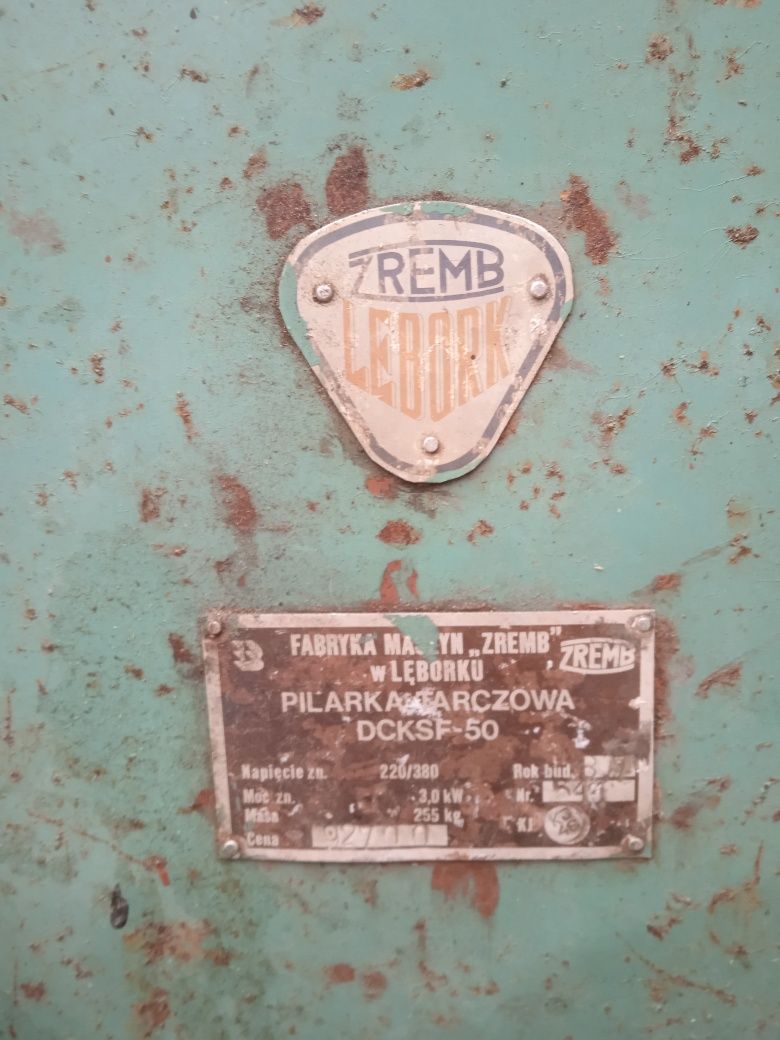 ZREMB
LĘBORK
FABRYKA MASZYN „ZREMB"
ZREMB
w LĘBORKU
PILARKA TARCZOWA
DCKSF-50
Napięcie zn. 220/380 Rok bud.
Moc zn. 3,0 kW Nr.
Masa 255 kg KJ
Cena